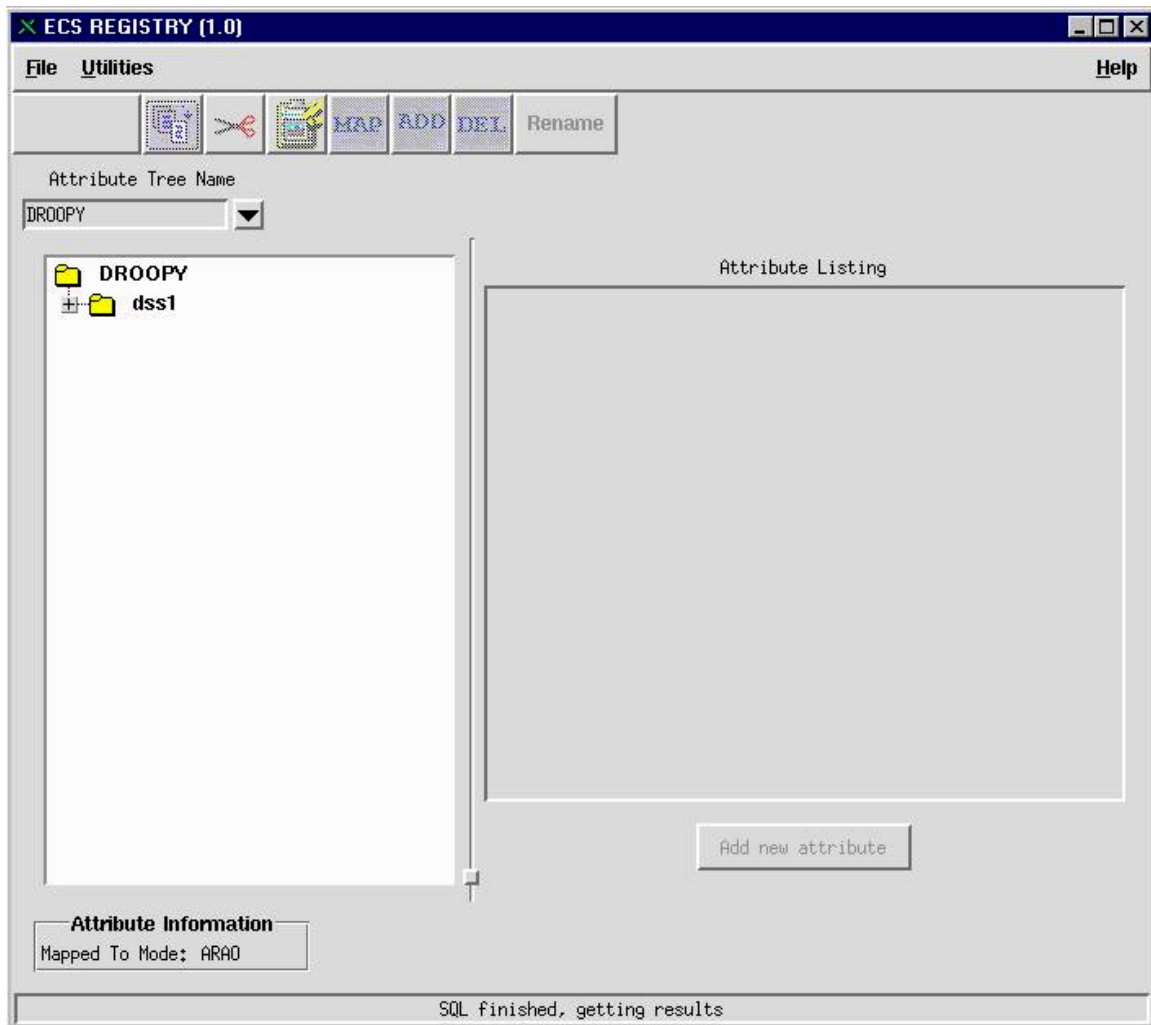 ECS REGISTRY (1.0)
File Utilities Help
MAP ADD DEL Rename
Attribute Tree Name
DROOPY
DROOPY
dss1
Attribute Listing
Add new attribute
Attribute Information
Mapped To Mode: ARAO
SQL finished, getting results